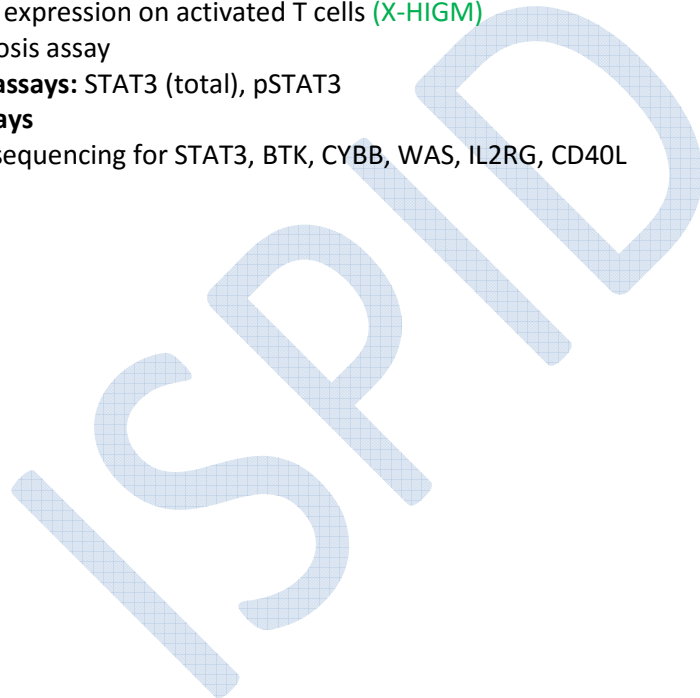 expression on activated T cells (X-HIGM)
osis assay
assays: STAT3 (total), pSTAT3
ays
sequencing for STAT3, BTK, CYBB, WAS, IL2RG, CD40L
ISPID